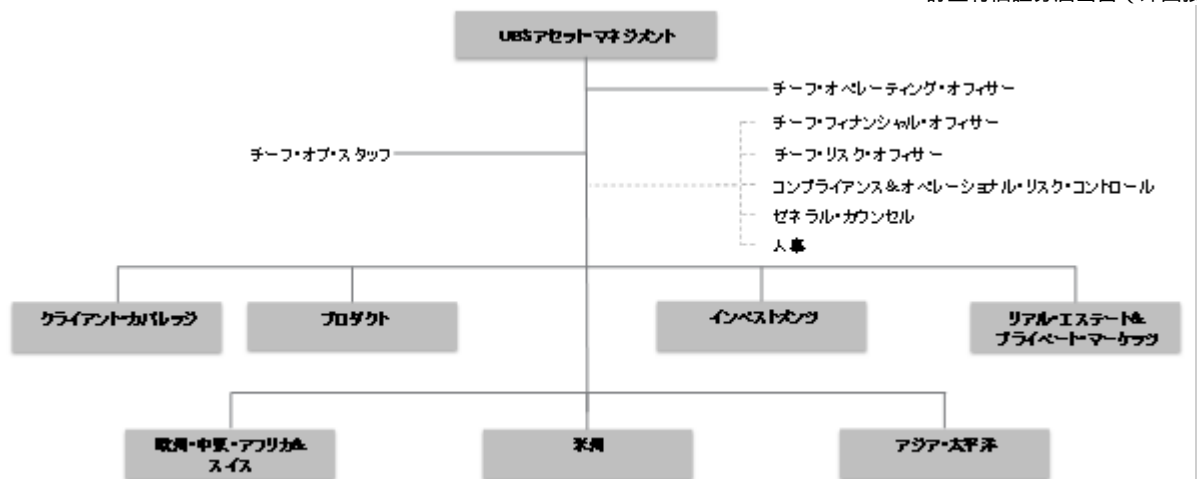 UBSアセット・マネジメント
チーフ・オペレーティング・オフィサー
チーフ・フィナンシャル・オフィサー
チーフ・オブ・スタッフ
チーフ・リスク・オフィサー
コンプライアンス&オペレーショナル・リスク・コントロール
ゼネラル・カウンセル
人事
クライアント・カバレッジ
プロダクト
インベストメンツ
リアル・エステート&
プライベート・マーケッツ
欧州・中東・アフリカ&
スイス
米州
アジア・太平洋